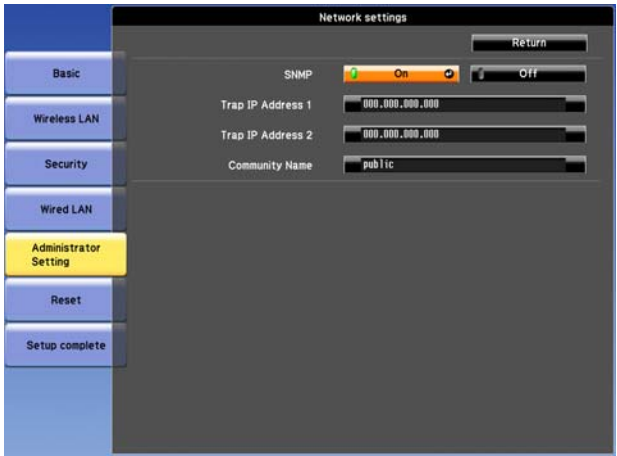 Network settings
Return
Basic
SNMP On Off
Trap IP Address 1 000.000.000.000
Wireless LAN
Trap IP Address 2 000.000.000.000
Security
Community Name public
Wired LAN
Administrator
Setting
Reset
Setup complete